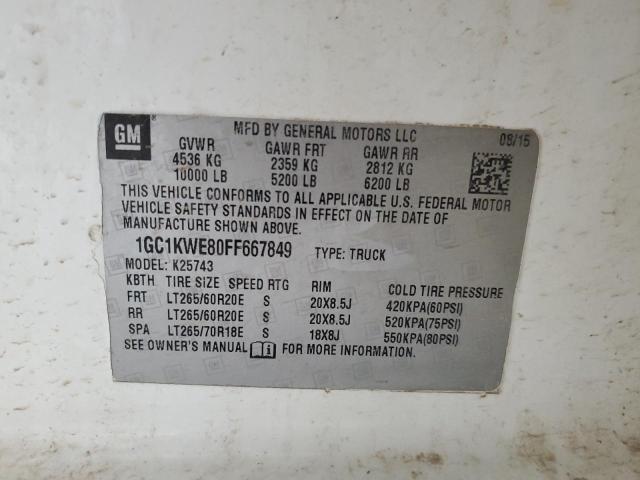 GM
MFD BY GENERAL MOTORS LLC 08/15
GVWR GAWR FRT GAWR RR
4536 KG 2359 KG 2812 KG
10000 LB 5200 LB 6200 LB
THIS VEHICLE CONFORMS TO ALL APPLICABLE U.S. FEDERAL MOTOR
VEHICLE SAFETY STANDARDS IN EFFECT ON THE DATE OF
MANUFACTURE SHOWN ABOVE.
1GC1KWE80FF667849 TYPE: TRUCK
MODEL: K25743
KBTH TIRE SIZE SPEED RTG RIM COLD TIRE PRESSURE
FRT LT265/60R20E S 20X8.5J 420KPA(60PSI)
RR LT265/60R20E S 20X8.5J 520KPA(75PSI)
SPA LT265/70R18E S 18X8J 550KPA(80PSI)
SEE OWNER'S MANUAL FOR MORE INFORMATION.